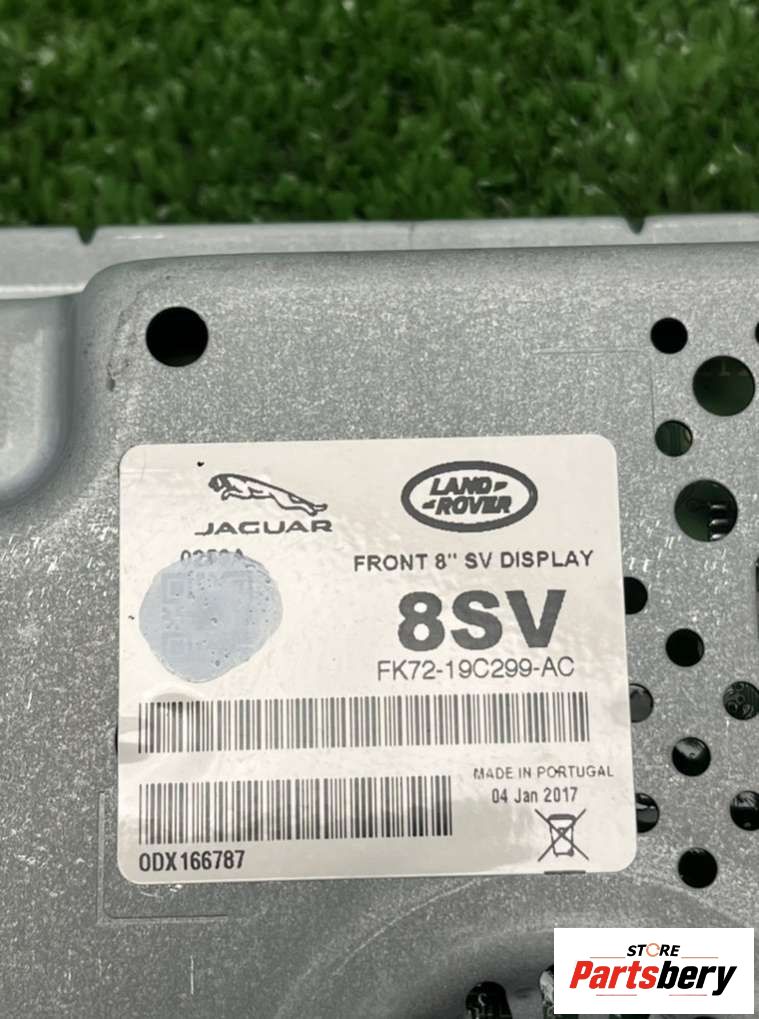 JAGUAR
LAND
ROVER
FRONT 8" SV DISPLAY
8SV
FK72-19C299-AC
MADE IN PORTUGAL
04 Jan 2017
0DX166787
STORE
Partsbery